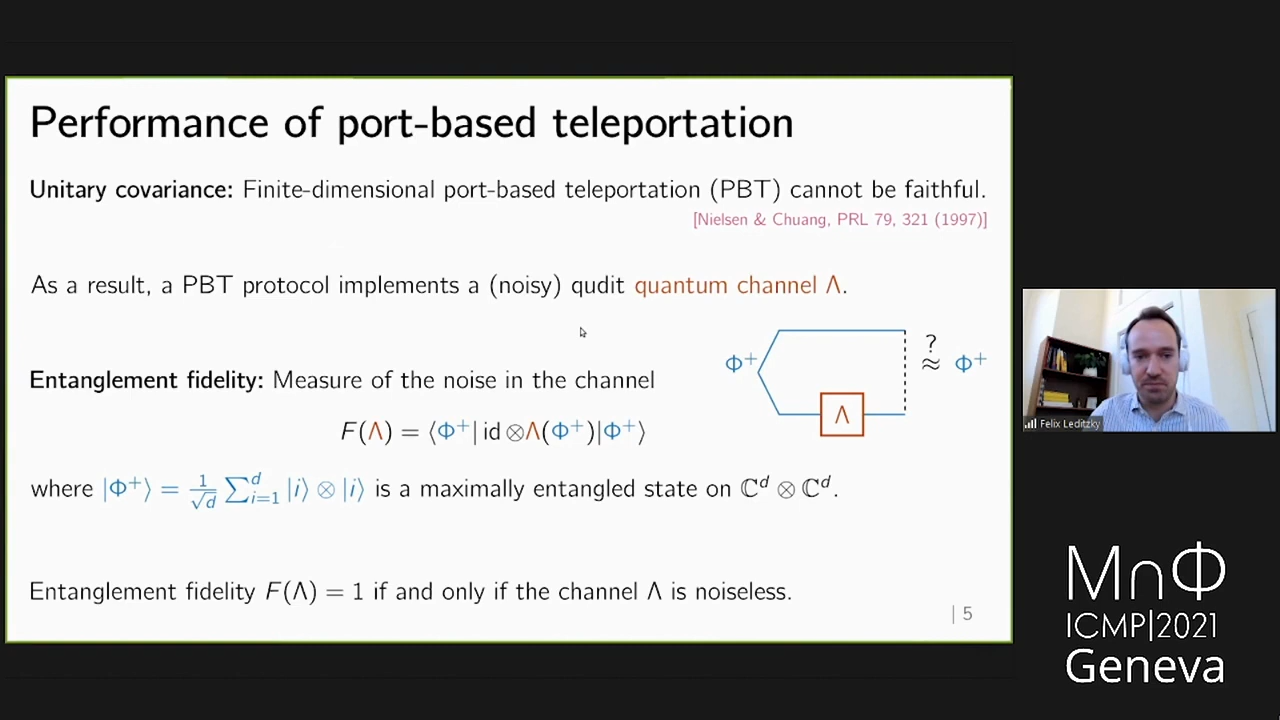 Performance of port-based teleportation
Unitary covariance: Finite-dimensional port-based teleportation (PBT) cannot be faithful.
[Nielsen & Chuang, PRL 79, 321 (1997)]
As a result, a PBT protocol implements a (noisy) qudit quantum channel Λ.
Φ⁺ Λ ?≈ Φ⁺
Entanglement fidelity: Measure of the noise in the channel
F(Λ) = ⟨Φ⁺| id ⊗Λ(Φ⁺)|Φ⁺⟩
where |Φ⁺⟩ = 1/√d ∑ᵢ₌₁ᵈ |i⟩ ⊗ |i⟩ is a maximally entangled state on ℂᵈ ⊗ ℂᵈ.
Entanglement fidelity F(Λ) = 1 if and only if the channel Λ is noiseless.
| 5
Felix Leditzky
M∩Φ
ICMP|2021
Geneva